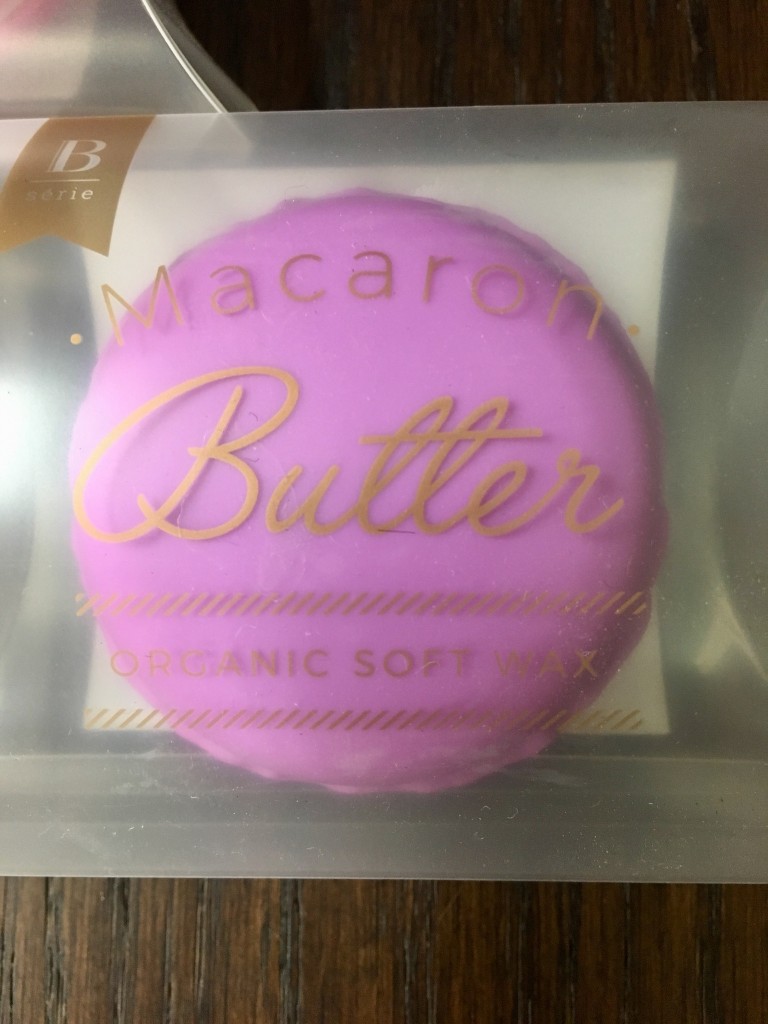 B
série
Macaron
Butter
ORGANIC SOFT WAX